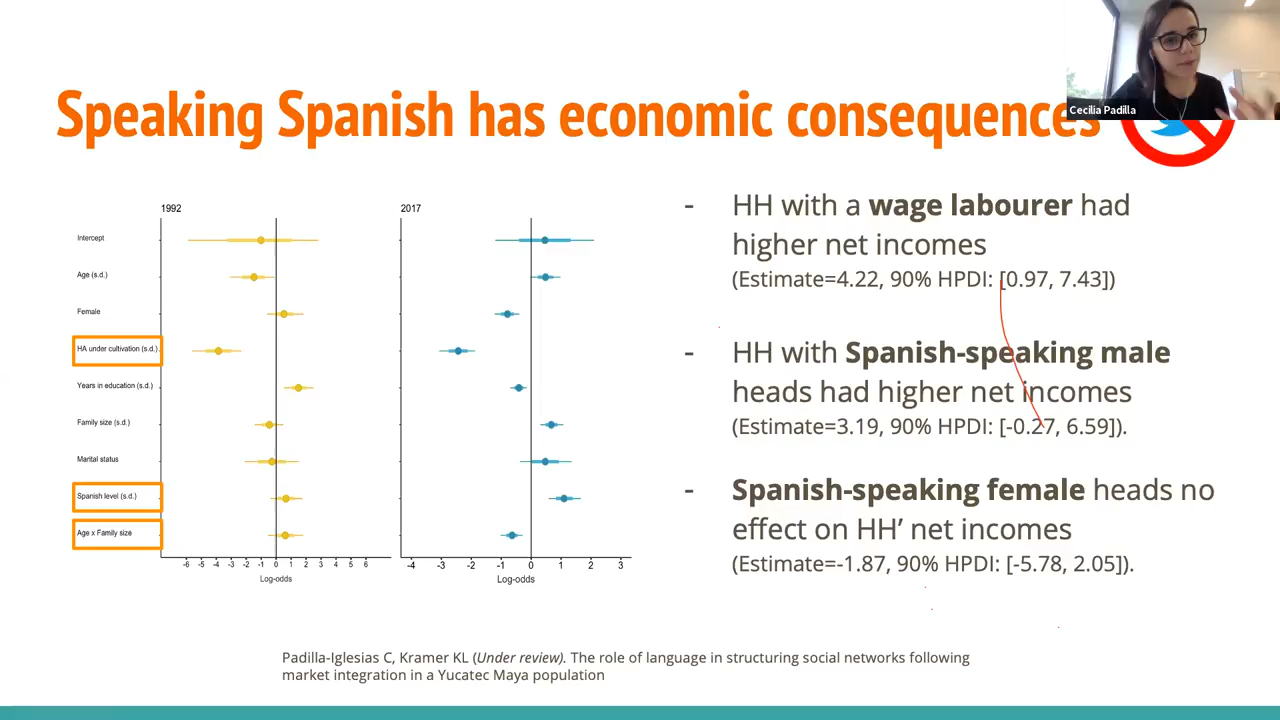 Cecilia Padilla
Speaking Spanish has economic consequences
1992
2017
Intercept
Age (s.d.)
Female
HA under cultivation (s.d.)
Years in education (s.d.)
Family size (s.d.)
Marital status
Spanish level (s.d.)
Age x Family size
-6 -5 -4 -3 -2 -1 0 1 2 3 4 5 6
Log-odds
-4 -3 -2 -1 0 1 2 3
Log-odds
- HH with a wage labourer had
higher net incomes
(Estimate=4.22, 90% HPDI: [0.97, 7.43])
- HH with Spanish-speaking male
heads had higher net incomes
(Estimate=3.19, 90% HPDI: [-0.27, 6.59]).
- Spanish-speaking female heads no
effect on HH’ net incomes
(Estimate=-1.87, 90% HPDI: [-5.78, 2.05]).
Padilla-Iglesias C, Kramer KL (Under review). The role of language in structuring social networks following
market integration in a Yucatec Maya population